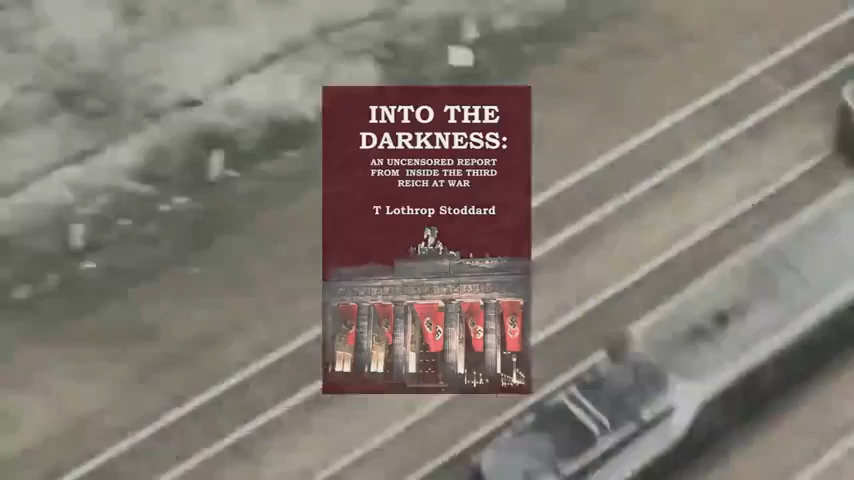 INTO THE
DARKNESS:
AN UNCENSORED REPORT
FROM INSIDE THE THIRD
REICH AT WAR
T Lothrop Stoddard